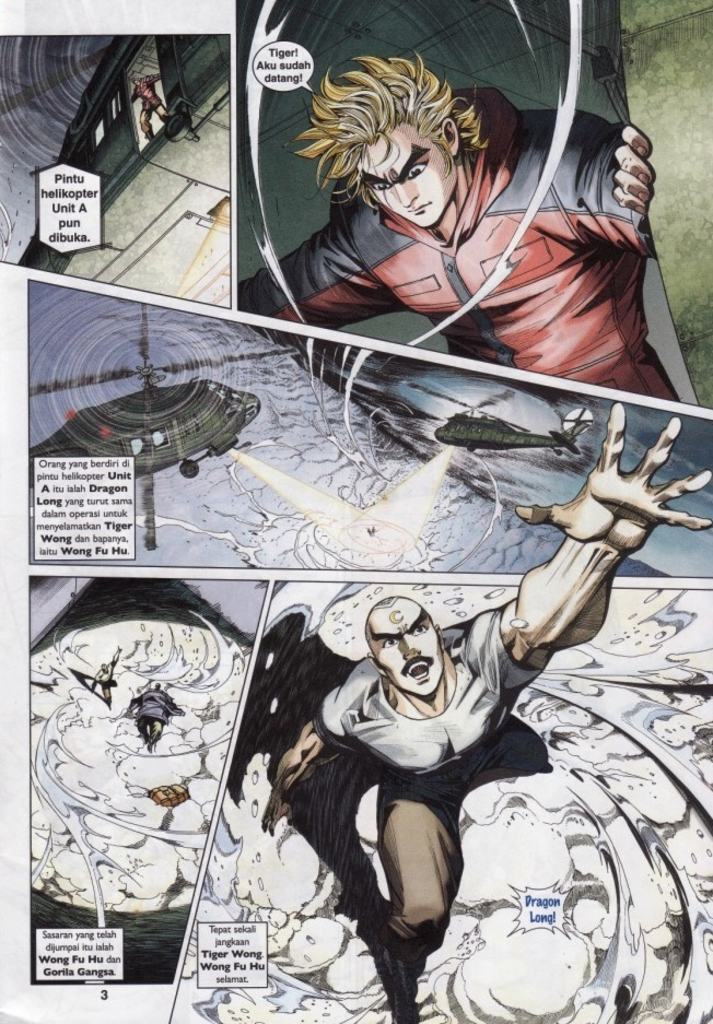 Tiger!
Aku sudah
datang!
Pintu
helikopter
Unit A
pun
dibuka.
Orang yang berdiri di
pintu helikopter Unit
A itu ialah Dragon
Long yang turut sama
dalam operasi untuk
menyelamatkan Tiger
Wong dan bapanya,
iaitu Wong Fu Hu.
Sasaran yang telah
dijumpai itu ialah
Wong Fu Hu dan
Gorila Gangsa.
Tepat sekali
jangkaan
Tiger Wong.
Wong Fu Hu
selamat.
Dragon
Long!
3